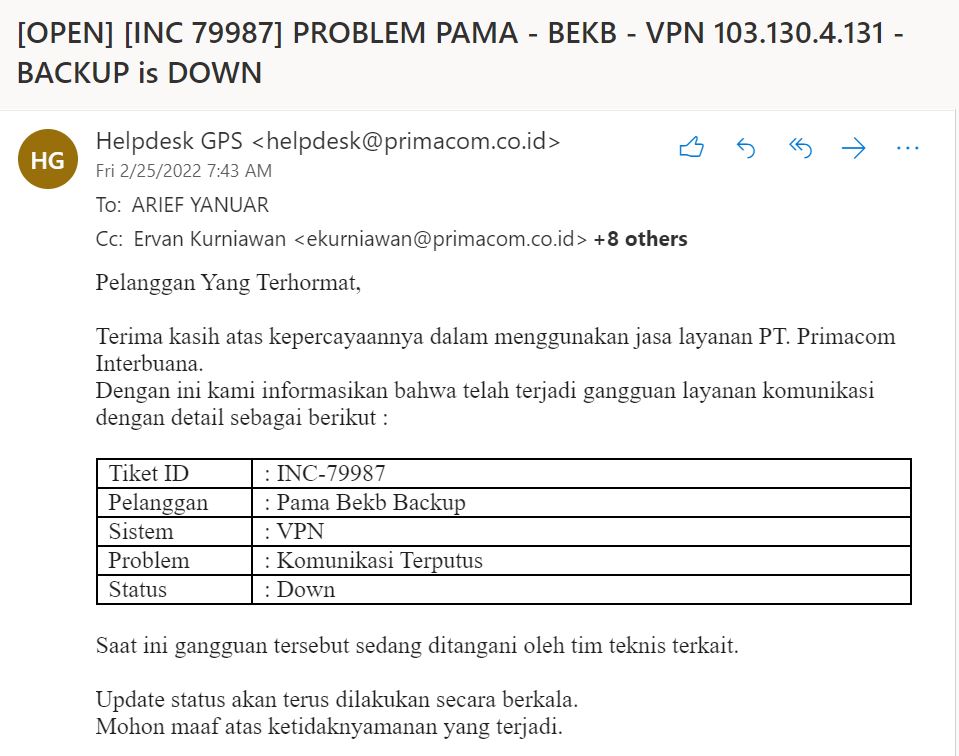 [OPEN] [INC 79987] PROBLEM PAMA - BEKB - VPN 103.130.4.131 -
BACKUP is DOWN
HG
Helpdesk GPS <helpdesk@primacom.co.id>
Fri 2/25/2022 7:43 AM
To: ARIEF YANUAR
Cc: Ervan Kurniawan <ekurniawan@primacom.co.id> +8 others
Pelanggan Yang Terhormat,
Terima kasih atas kepercayaannya dalam menggunakan jasa layanan PT. Primacom
Interbuana.
Dengan ini kami informasikan bahwa telah terjadi gangguan layanan komunikasi
dengan detail sebagai berikut :
Tiket ID : INC-79987
Pelanggan : Pama Bekb Backup
Sistem : VPN
Problem : Komunikasi Terputus
Status : Down
Saat ini gangguan tersebut sedang ditangani oleh tim teknis terkait.
Update status akan terus dilakukan secara berkala.
Mohon maaf atas ketidaknyamanan yang terjadi.